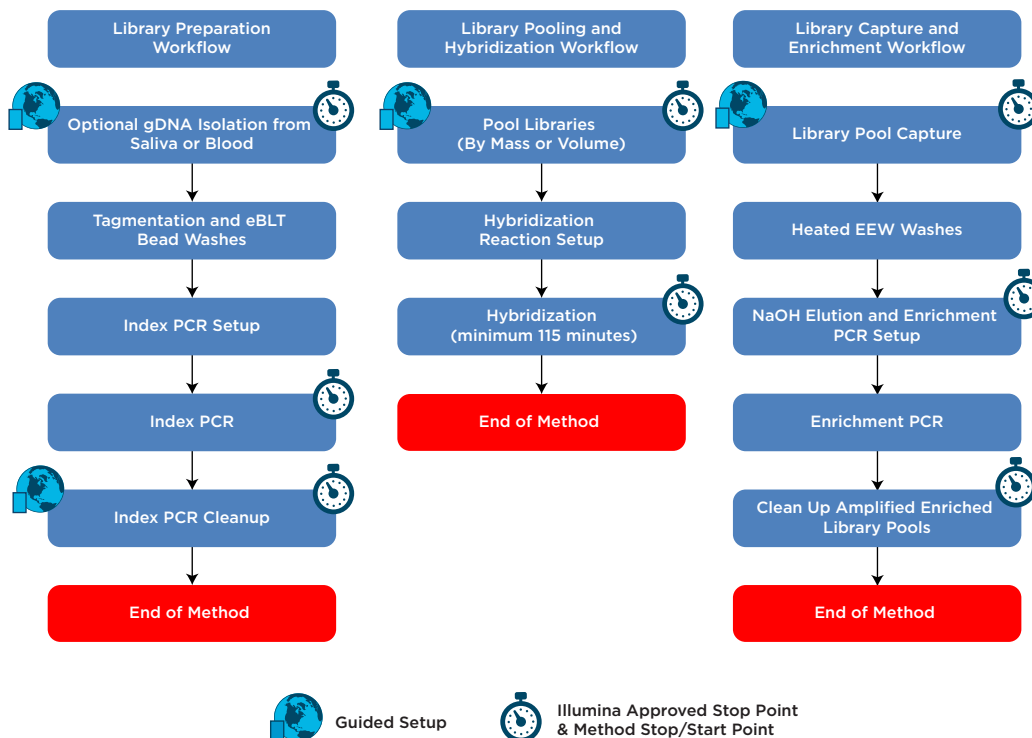 Library Preparation
Workflow
Optional gDNA Isolation from
Saliva or Blood
Tagmentation and eBLT
Bead Washes
Index PCR Setup
Index PCR
Index PCR Cleanup
End of Method
Library Pooling and
Hybridization Workflow
Pool Libraries
(By Mass or Volume)
Hybridization
Reaction Setup
Hybridization
(minimum 115 minutes)
End of Method
Library Capture and
Enrichment Workflow
Library Pool Capture
Heated EEW Washes
NaOH Elution and Enrichment
PCR Setup
Enrichment PCR
Clean Up Amplified Enriched
Library Pools
End of Method
Guided Setup
Illumina Approved Stop Point
& Method Stop/Start Point